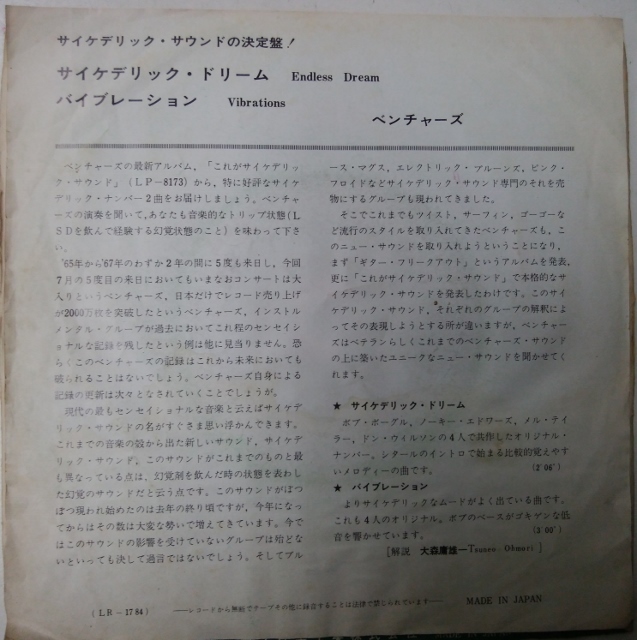 サイケデリック・サウンドの決定盤！
サイケデリック・ドリーム Endless Dream
バイブレーション Vibrations
ベンチャーズ
ベンチャーズの最新アルバム，「これがサイケデリッ
ク・サウンド」(LP－8173)から，特に好評なサイケ
デリック・ナンバー2曲をお届けしましょう。ベンチャ
ーズの演奏を聞いて，あなたも音楽的なトリップ状態(L
SDを飲んで経験する幻覚状態のこと)を味わって下さ
い。
'65年から'67年のわずか2年の間に5度も来日し，今回
7月の5度目の来日においてもいまなおコンサートは大
入りというベンチャーズ，日本だけでレコード売り上げ
が2000万枚を突破したというベンチャーズ，インストル
メンタル・グループが過去においてこれ程のセンセイシ
ョナルな記録を残したという例は他に見当りません。恐
らくこのベンチャーズの記録はこれから未来においても
破られることはないでしょう。ベンチャーズ自身による
記録の更新は次々となされていくことでしょうが。
現代の最もセンセイショナルな音楽と云えばサイケデ
リック・サウンドの名がすぐさま思い浮かんできます。
これまでの音楽の殻から出た新しいサウンド，サイケデ
リック・サウンド，このサウンドがこれまでのものと最
も異なっている点は，幻覚剤を飲んだ時の状態を表わし
た幻覚のサウンドだと云う点です。このサウンドがぼつ
ぼつ現われ始めたのは去年の終り頃ですが，今年になっ
てからはその数は大変な勢いで増えてきています。今で
はこのサウンドの影響を受けていないグループは殆どな
いといっても決して過言ではないでしょう。そしてブル
ース・マグス，エレクトリック・プルーンズ，ピンク・
フロイドなどサイケデリック・サウンド専門のそれを売
物にするグループも現われてきました。
そこでこれまでもツイスト，サーフィン，ゴーゴーな
ど流行のスタイルを取り入れてきたベンチャーズも，こ
のニュー・サウンドを取り入れようということになり，
まず「ギター・フリークアウト」というアルバムを発表，
更に「これがサイケデリック・サウンド」で本格的なサ
イケデリック・サウンドを発表したわけです。このサイ
ケデリック・サウンド，それぞれのグループの解釈によ
ってその表現しようとする所が違いますが，ベンチャー
ズはベテランらしくこれまでのベンチャーズ・サウンド
の上に築いたユニークなニュー・サウンドを聞かせてく
れます。
★ サイケデリック・ドリーム
ボブ・ボーグル，ノーキー・エドワーズ，メル・テイ
ラー，ドン・ウィルソンの4人で共作したオリジナル・
ナンバー。シタールのイントロで始まる比較的覚えやす
いメロディーの曲です。 (2'06")
★ バイブレーション
よりサイケデリックなムードがよく出ている曲です。
これも4人のオリジナル。ボブのベースがゴキゲンな低
音を響かせています。 (3'00")
[解説 大森庸雄－Tsuneo. Ohmori]
(LR－1784) ──レコードから無断でテープその他に録音することは法律で禁じられています── MADE IN JAPAN